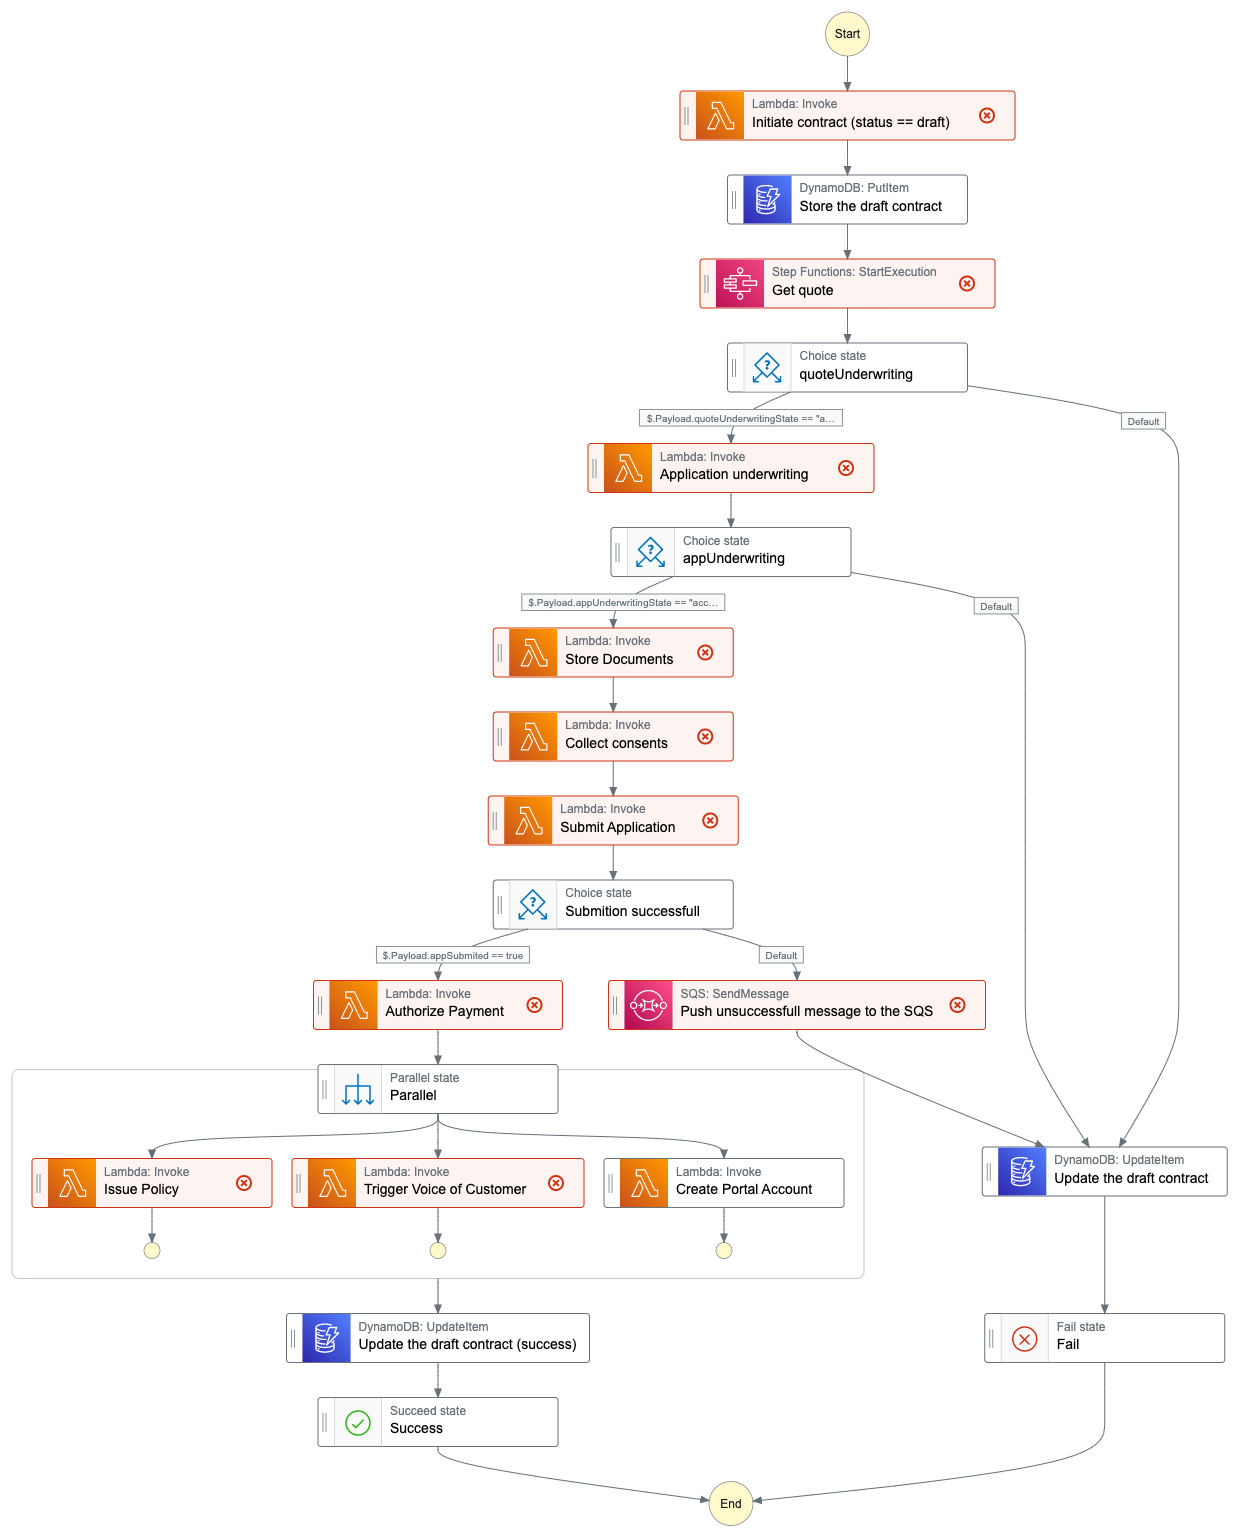 Start
Lambda: Invoke
Initiate contract (status == draft)
DynamoDB: PutItem
Store the draft contract
Step Functions: StartExecution
Get quote
Choice state
quoteUnderwriting
$.Payload.quoteUnderwritingState == "a...
Default
Lambda: Invoke
Application underwriting
Choice state
appUnderwriting
$.Payload.appUnderwritingState == "acc...
Default
Lambda: Invoke
Store Documents
Lambda: Invoke
Collect consents
Lambda: Invoke
Submit Application
Choice state
Submition successfull
$.Payload.appSubmited == true
Default
Lambda: Invoke
Authorize Payment
SQS: SendMessage
Push unsuccessfull message to the SQS
Parallel state
Parallel
Lambda: Invoke
Issue Policy
Lambda: Invoke
Trigger Voice of Customer
Lambda: Invoke
Create Portal Account
DynamoDB: UpdateItem
Update the draft contract
DynamoDB: UpdateItem
Update the draft contract (success)
Fail state
Fail
Succeed state
Success
End